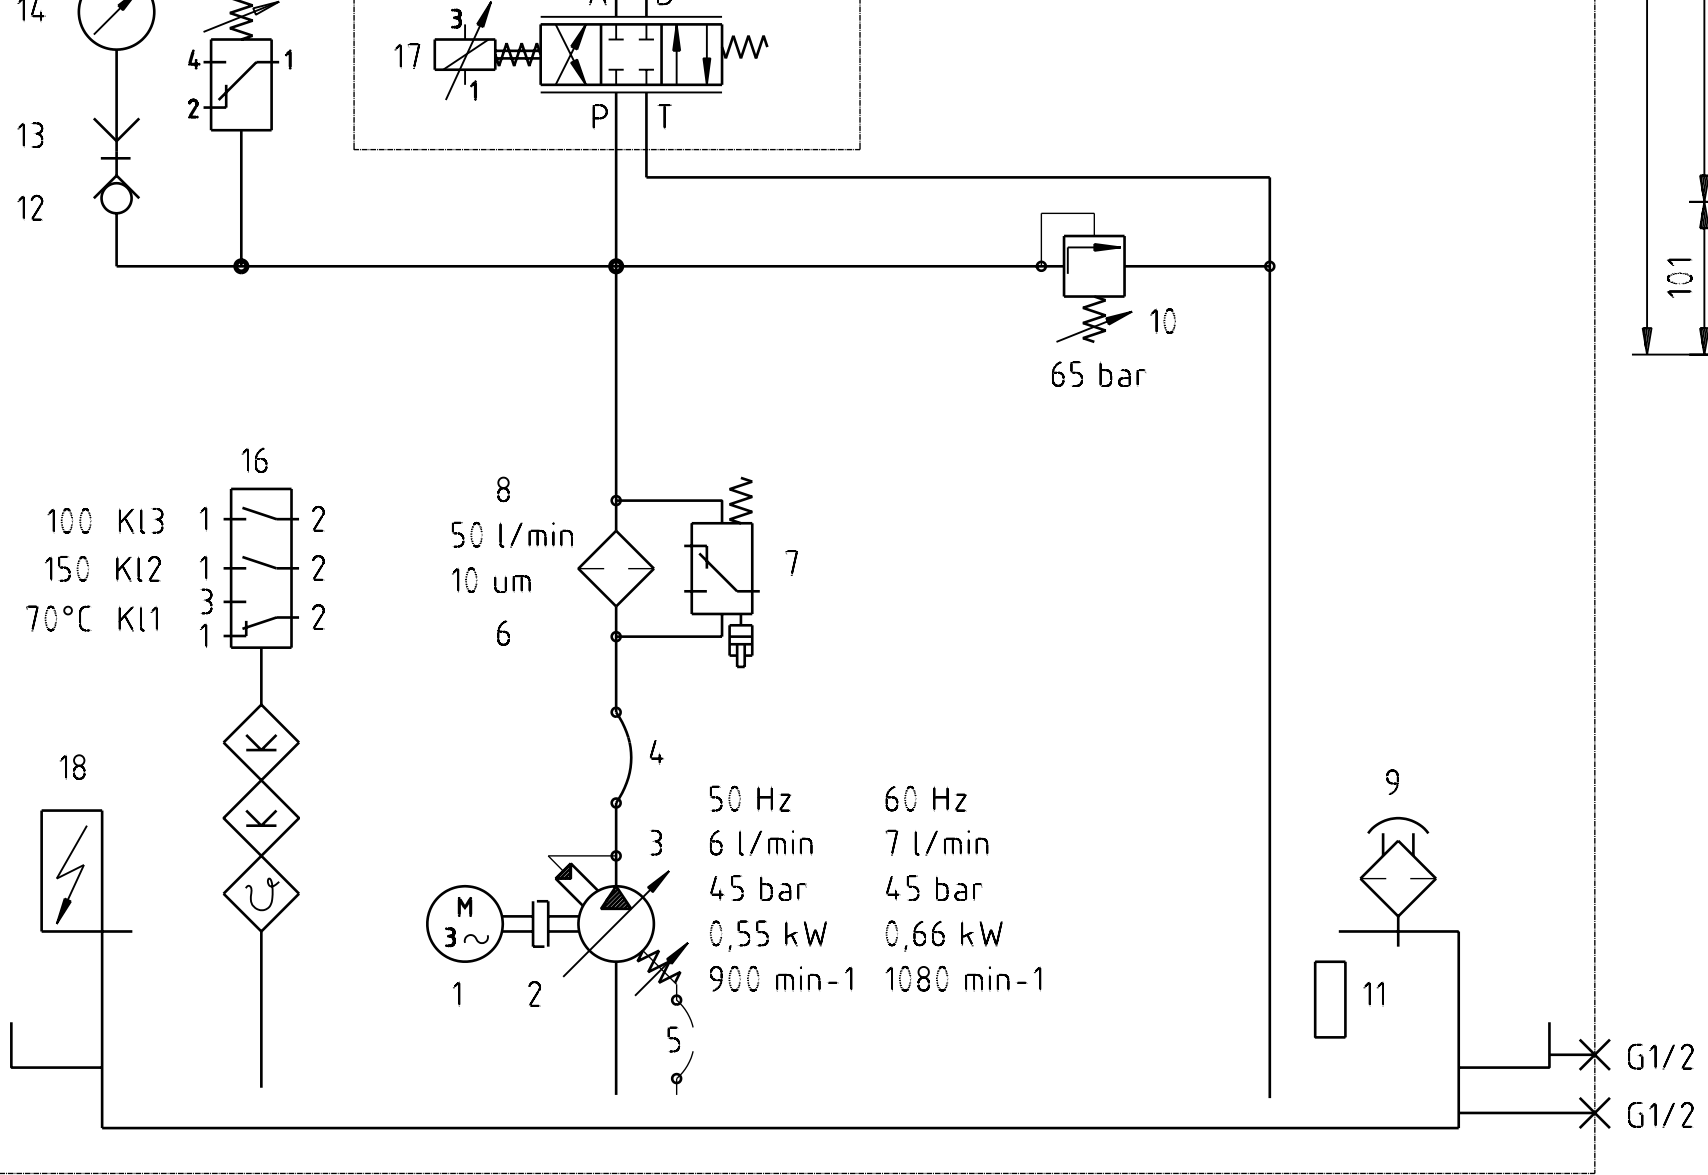 14
A B
3
17
4 1
1
2
P T
13
12
101
10
65 bar
16
8
100 Kl3 1 2
50 l/min
150 Kl2 1 2
7
10 um
3
70°C Kl1 2
1
6
4
18
9
50 Hz 60 Hz
3
6 l/min 7 l/min
45 bar 45 bar
M
3~
0,55 kW 0,66 kW
900 min-1 1080 min-1
1 2
11
5
G1/2
G1/2